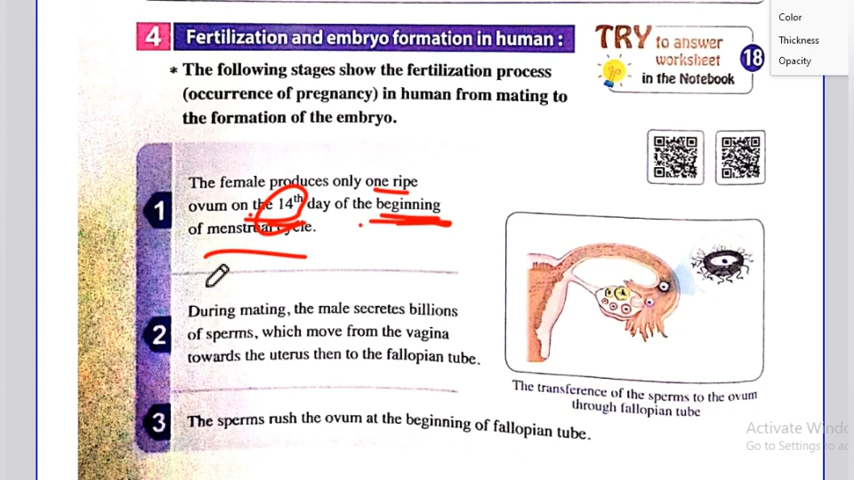 Color
Thickness
Opacity
4 Fertilization and embryo formation in human :
TRY to answer
worksheet 18
in the Notebook
* The following stages show the fertilization process
(occurrence of pregnancy) in human from mating to
the formation of the embryo.
1
The female produces only one ripe
ovum on the 14th day of the beginning
of menstrual cycle.
2
During mating, the male secretes billions
of sperms, which move from the vagina
towards the uterus then to the fallopian tube.
The transference of the sperms to the ovum
through fallopian tube
3 The sperms rush the ovum at the beginning of fallopian tube.
Activate
Go to Settings